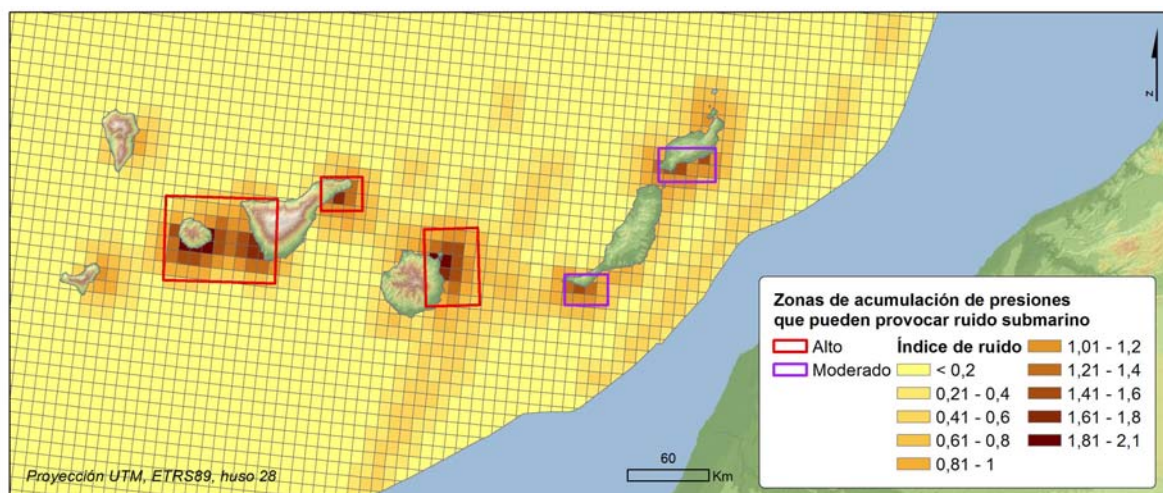 z
Zonas de acumulación de presiones
que pueden provocar ruido submarino
Alto
Moderado
Índice de ruido
< 0,2
0,21 - 0,4
0,41 - 0,6
0,61 - 0,8
0,81 - 1
1,01 - 1,2
1,21 - 1,4
1,41 - 1,6
1,61 - 1,8
1,81 - 2,1
60
Km
Proyección UTM, ETRS89, huso 28